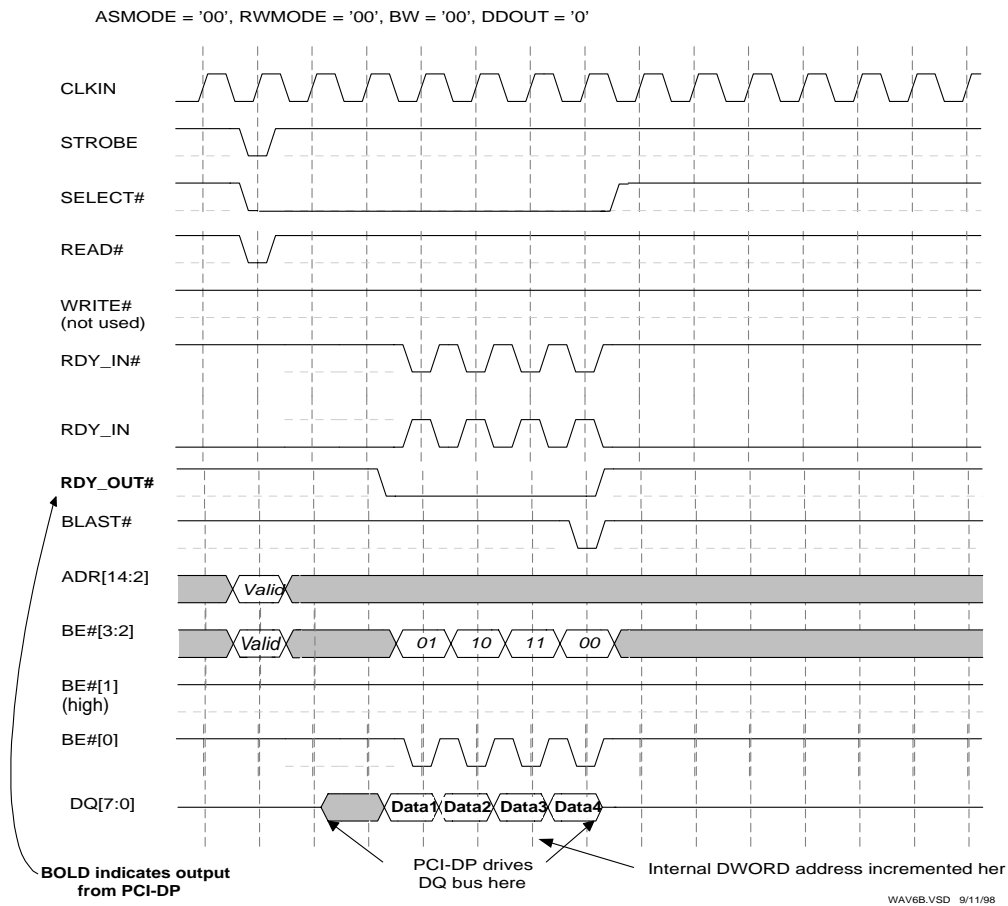 ASMODE = '00', RWMODE = '00', BW = '00', DDOUT = '0'
CLKIN
STROBE
SELECT#
READ#
WRITE#
(not used)
RDY_IN#
RDY_IN
RDY_OUT#
BLAST#
ADR[14:2]
Valid
BE#[3:2]
Valid 01 10 11 00
BE#[1]
(high)
BE#[0]
DQ[7:0]
Data1 Data2 Data3 Data4
BOLD indicates output
from PCI-DP
PCI-DP drives
DQ bus here
Internal DWORD address incremented her
WAV6B.VSD 9/11/98